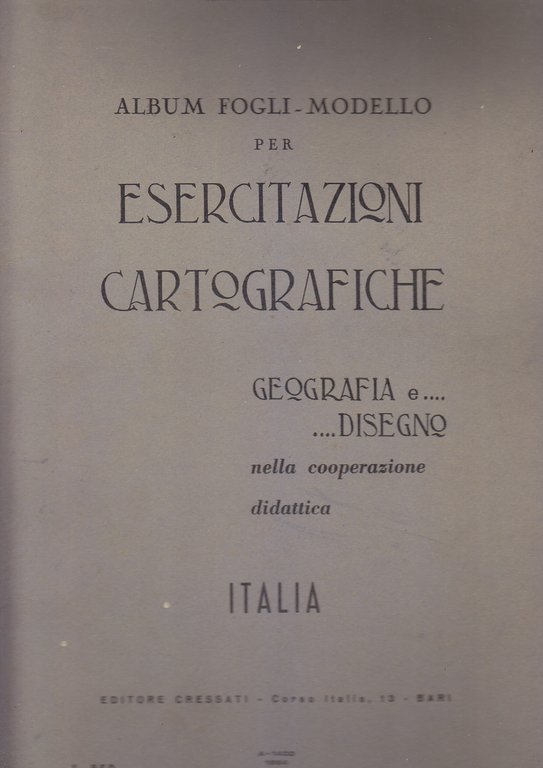 ALBUM FOGLI-MODELLO
PER
ESERCITAZIONI
CARTOGRAFICHE
GEOGRAFIA e....
....DISEGNO
nella cooperazione
didattica
ITALIA
EDITORE CRESSATI - Corso Italia, 13 - BARI